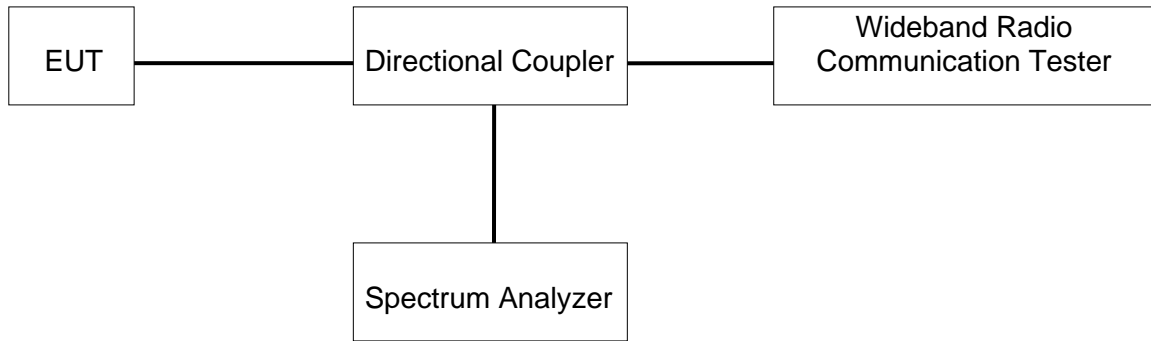 EUT
Directional Coupler
Wideband Radio
Communication Tester
Spectrum Analyzer